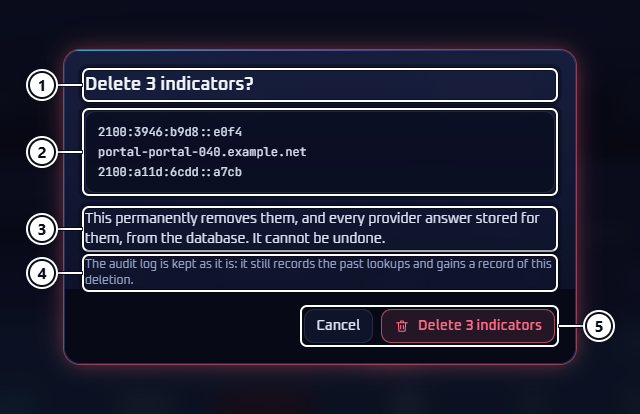 1
Delete 3 indicators?
2
2100:3946:b9d8::e0f4
portal-portal-040.example.net
2100:a11d:6cdd::a7cb
3
This permanently removes them, and every provider answer stored for
them, from the database. It cannot be undone.
4
The audit log is kept as it is: it still records the past lookups and gains a record of this
deletion.
Cancel
Delete 3 indicators
5